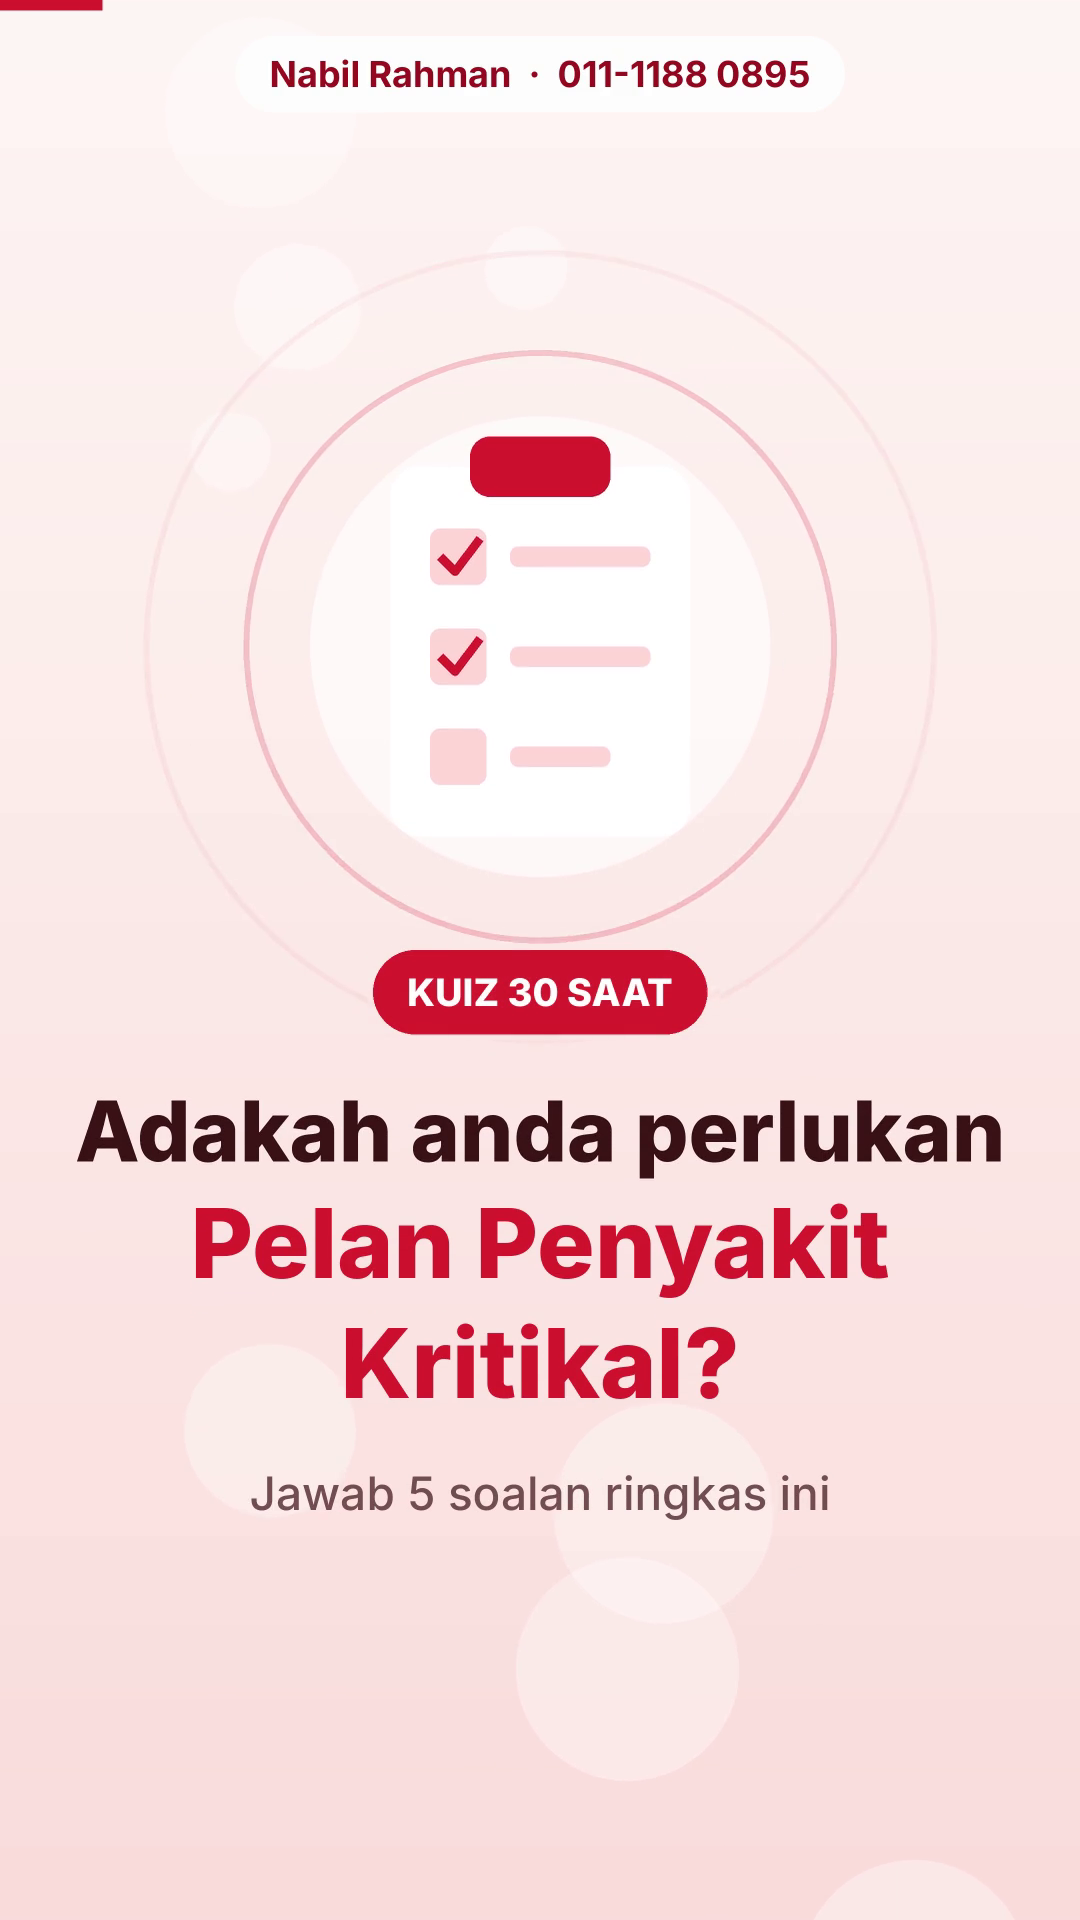 Nabil Rahman · 011-1188 0895
KUIZ 30 SAAT
Adakah anda perlukan
Pelan Penyakit
Kritikal?
Jawab 5 soalan ringkas ini